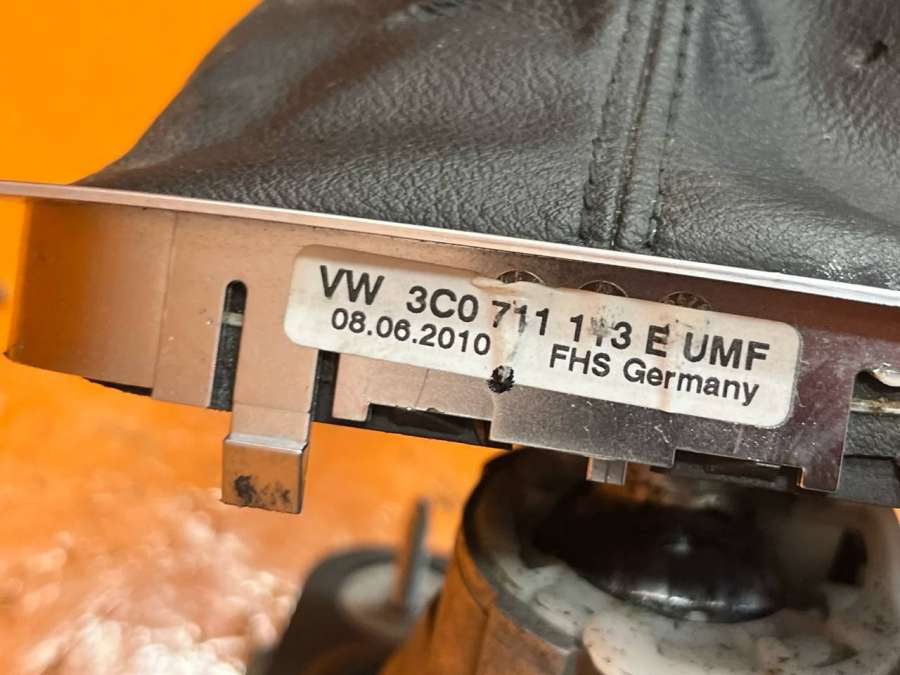 VW 3C0 711 113 E UMF
08.06.2010 FHS Germany